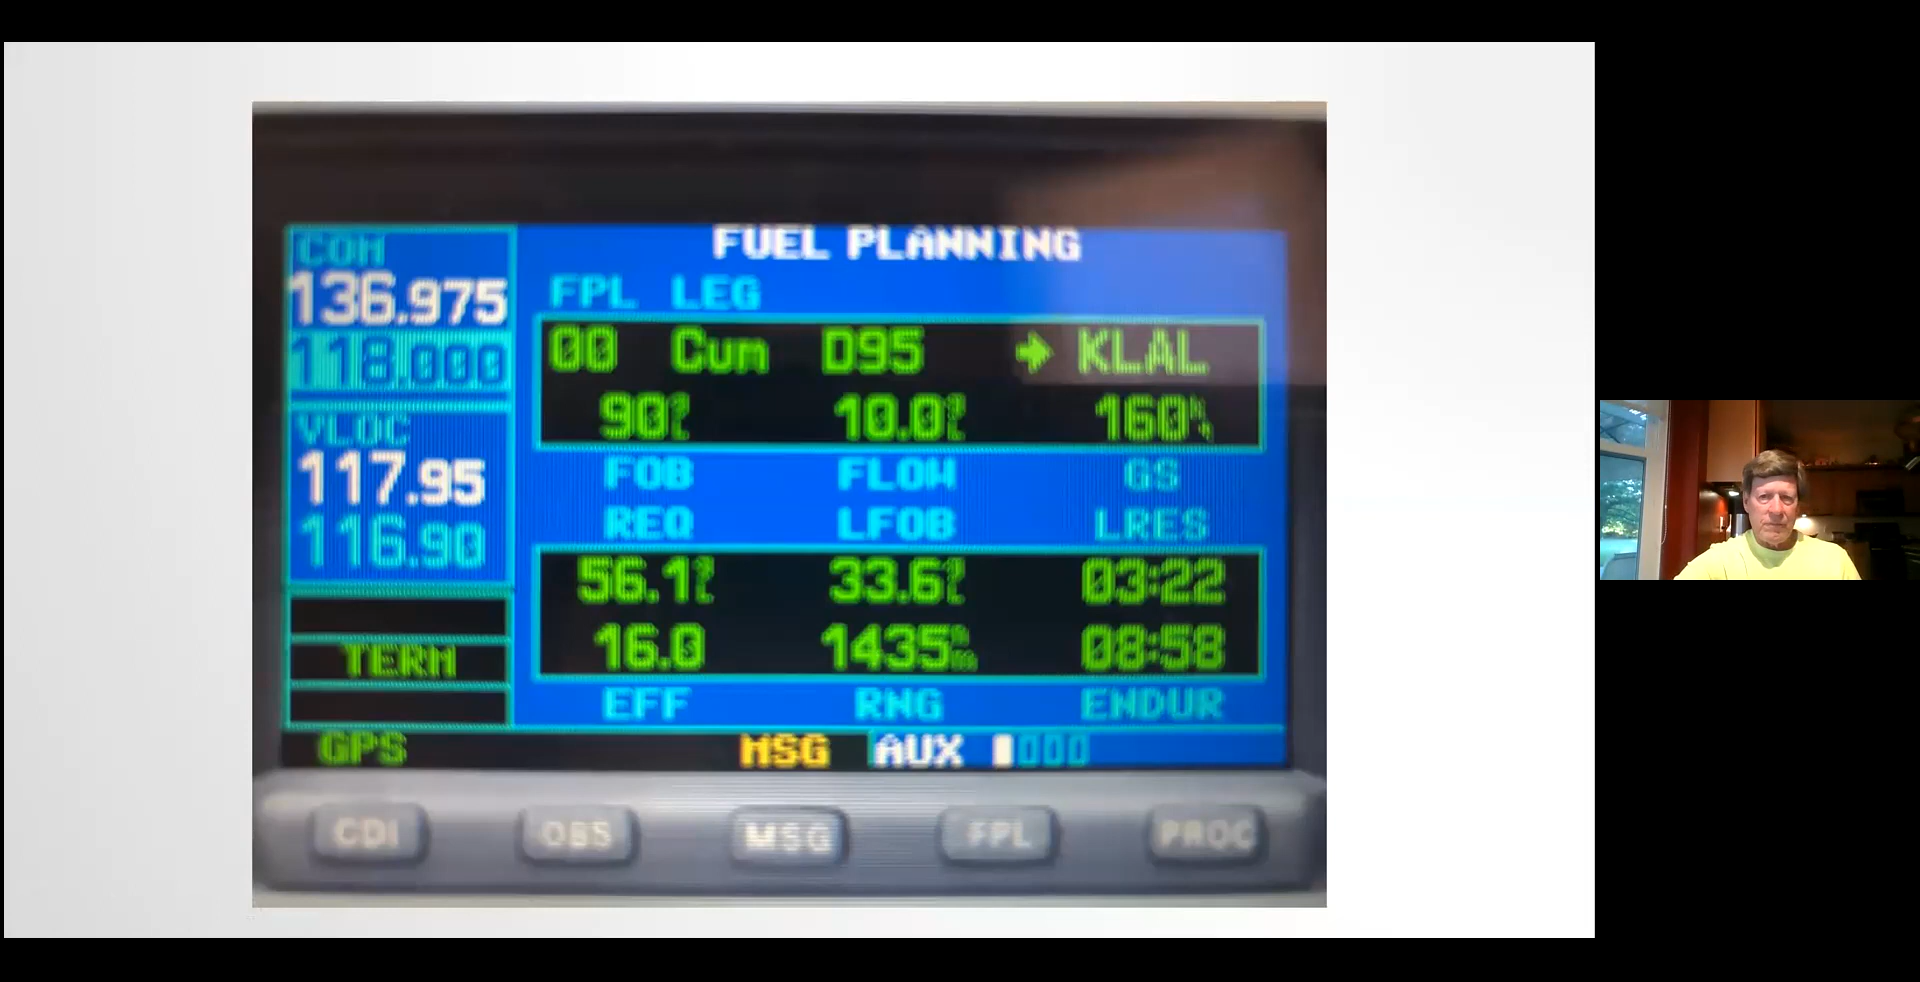 FUEL PLANNING
COM
136.975
118.000
VLOC
117.95
116.90
TERM
GPS
FPL LEG
00 Cum D95 → KLAL
90 10.0 160
FOB FLOW GS
REQ LFOB LRES
56.1 33.6 03:22
16.0 1435 08:58
EFF RNG ENDUR
MSG AUX
CDI OBS MSG FPL PROC